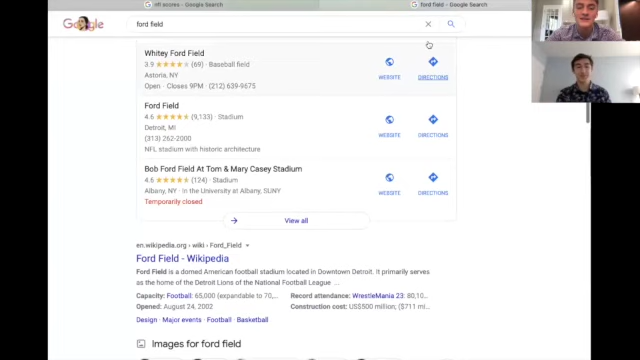 nfl scores - Google Search
ford field - Google Search
Google
ford field
Whitey Ford Field
3.9 (69) · Baseball field
Astoria, NY
Open · Closes 9PM · (212) 639-9675
WEBSITE
DIRECTIONS
Ford Field
4.6 (9,133) · Stadium
Detroit, MI
(313) 262-2000
NFL stadium with historic architecture
WEBSITE
DIRECTIONS
Bob Ford Field At Tom & Mary Casey Stadium
4.6 (124) · Stadium
Albany, NY · In the University at Albany, SUNY
Temporarily closed
WEBSITE
DIRECTIONS
View all
en.wikipedia.org › wiki › Ford_Field
Ford Field - Wikipedia
Ford Field is a domed American football stadium located in Downtown Detroit. It primarily serves
as the home of the Detroit Lions of the National Football League ...
Capacity: Football: 65,000 (expandable to 70,...
Record attendance: WrestleMania 23: 80,10...
Opened: August 24, 2002
Construction cost: US$500 million, ($711 mi...
Design · Major events · Football · Basketball
Images for ford field